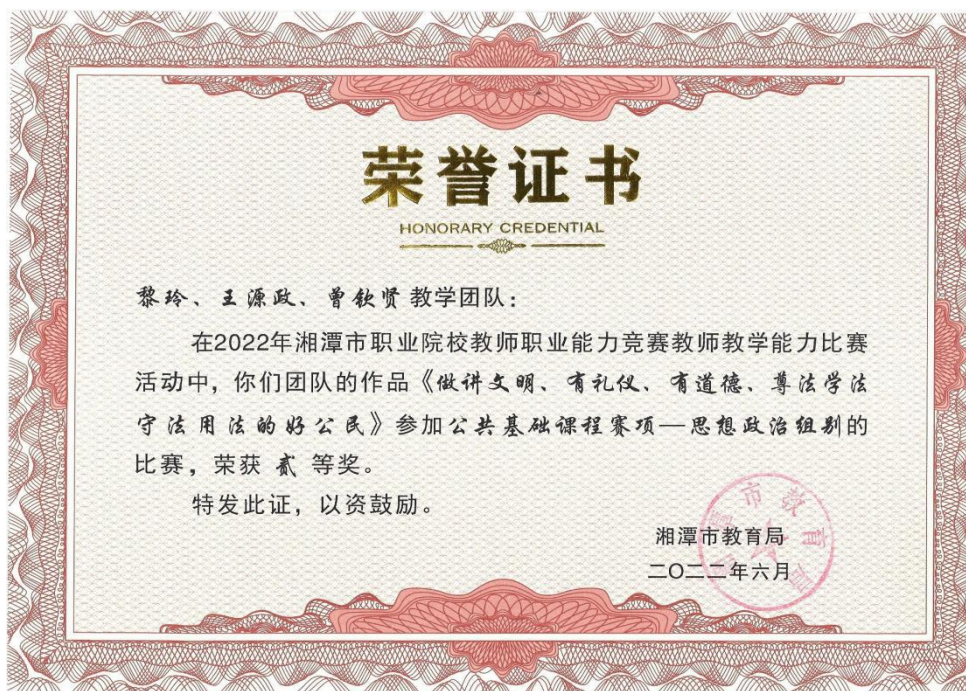 荣誉证书
HONORARY CREDENTIAL
黎玲、王源政、曾钦贤 教学团队：
在2022年湘潭市职业院校教师职业能力竞赛教师教学能力比赛
活动中，你们团队的作品《做讲文明、有礼仪、有道德、尊法学法
守法用法的好公民》参加公共基础课程赛项—思想政治组别的
比赛，荣获 贰 等奖。
特发此证，以资鼓励。
湘潭市教育局
二〇二二年六月
湘潭市教育局